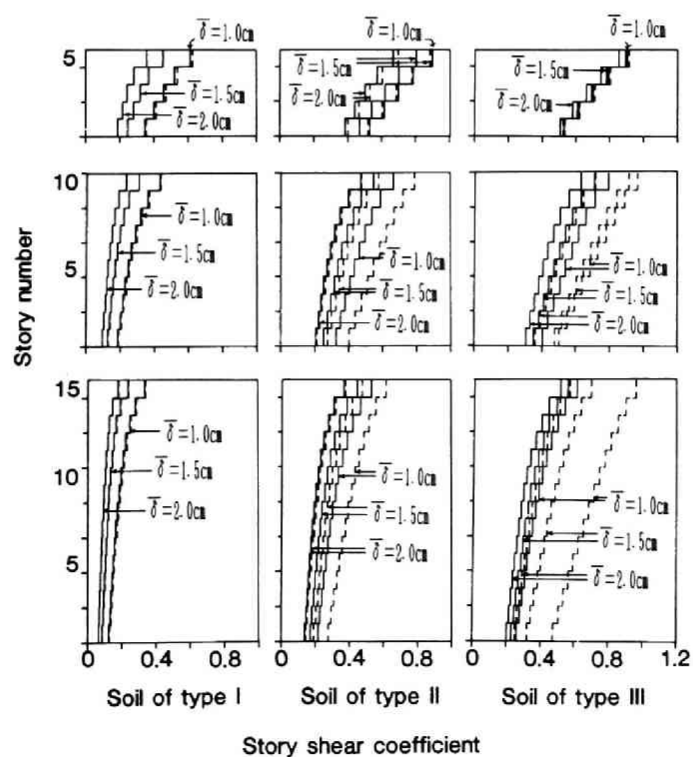 δ̄=1.0cm
δ̄=1.5cm
δ̄=2.0cm
5
δ̄=1.0cm
δ̄=1.5cm
δ̄=2.0cm
δ̄=1.0cm
δ̄=1.5cm
δ̄=2.0cm
10
5
δ̄=1.0cm
δ̄=1.5cm
δ̄=2.0cm
δ̄=1.0cm
δ̄=1.5cm
δ̄=2.0cm
δ̄=1.0cm
δ̄=1.5cm
δ̄=2.0cm
Story number
15
10
5
δ̄=1.0cm
δ̄=1.5cm
δ̄=2.0cm
δ̄=1.0cm
δ̄=1.5cm
δ̄=2.0cm
δ̄=1.0cm
δ̄=1.5cm
δ̄=2.0cm
0 0.4 0.8 0 0.4 0.8 0 0.4 0.8 1.2
Soil of type I Soil of type II Soil of type III
Story shear coefficient